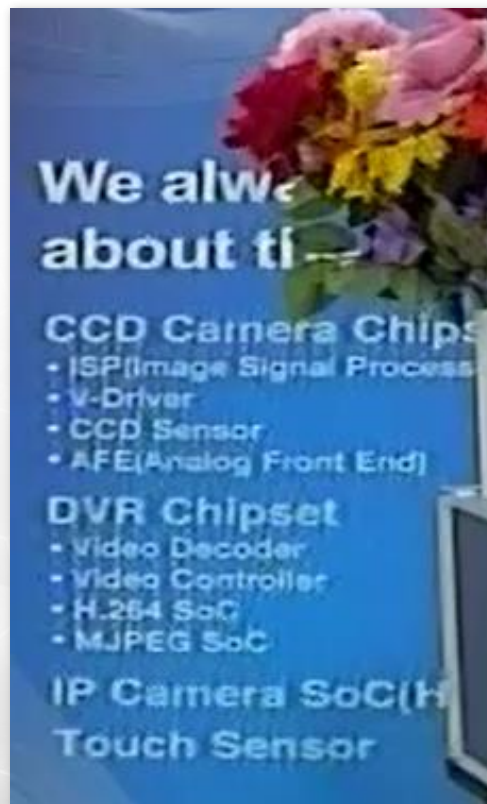 We alw
about t
CCD Camera Chips
• ISP(Image Signal Process
• V-Driver
• CCD Sensor
• AFE(Analog Front End)
DVR Chipset
• Video Decoder
• Video Controller
• H.264 SoC
• MJPEG SoC
IP Camera SoC(H
Touch Sensor